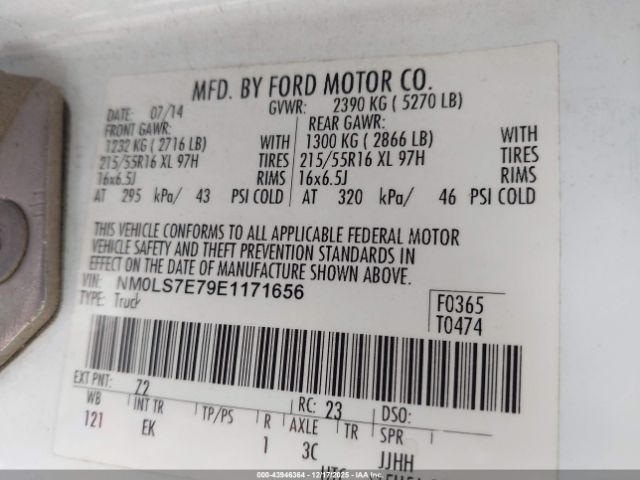 MFD. BY FORD MOTOR CO.
DATE: 07/14 GVWR: 2390 KG ( 5270 LB)
FRONT GAWR: REAR GAWR:
1232 KG ( 2716 LB) WITH 1300 KG ( 2866 LB) WITH
215/55R16 XL 97H TIRES 215/55R16 XL 97H TIRES
16x6.5J RIMS 16x6.5J RIMS
AT 295 kPa/ 43 PSI COLD AT 320 kPa/ 46 PSI COLD
THIS VEHICLE CONFORMS TO ALL APPLICABLE FEDERAL MOTOR
VEHICLE SAFETY AND THEFT PREVENTION STANDARDS IN
EFFECT ON THE DATE OF MANUFACTURE SHOWN ABOVE.
VIN: NM0LS7E79E1171656
TYPE: Truck
F0365
T0474
EXT PNT: Z2 RC: 23 DSO:
WB INT TR TP/PS R AXLE TR SPR
121 EK 1 3C JJHH
000-43946364 - 12/17/2025 - IAAI.COM